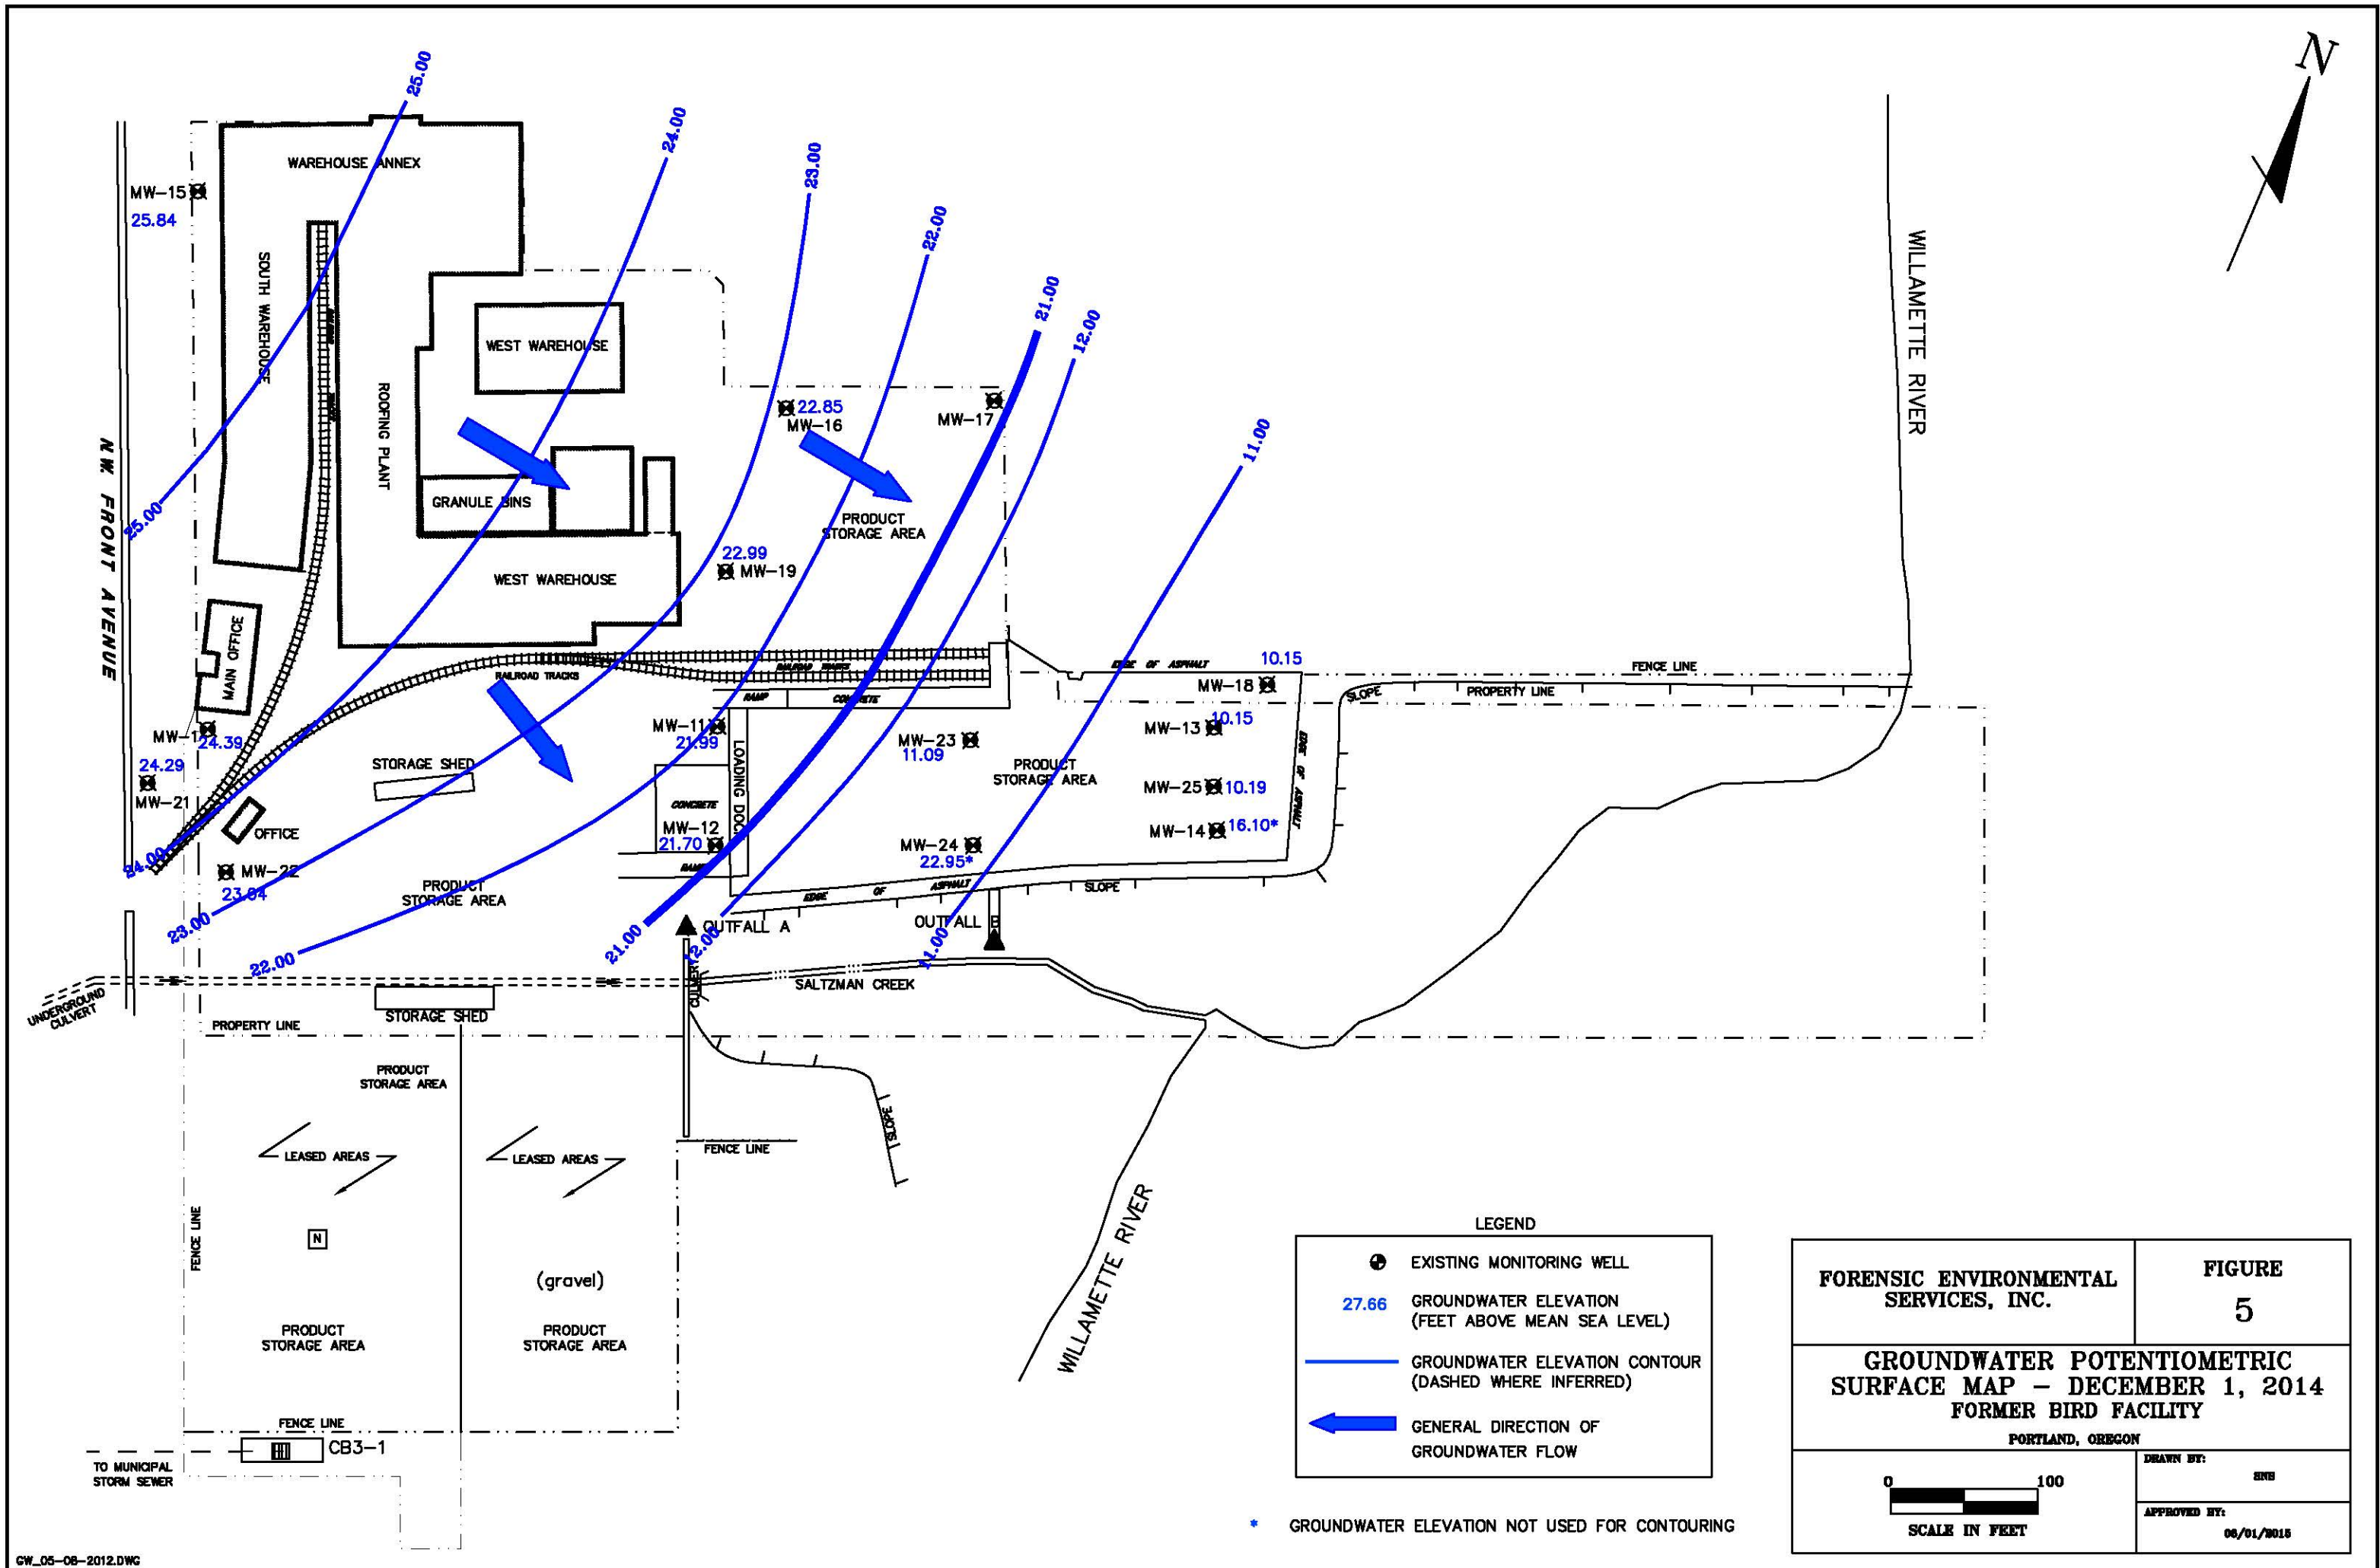 N
25.00
24.00
23.00
22.00
21.00
12.00
11.00
WAREHOUSE ANNEX
MW-15
25.84
SOUTH WAREHOUSE
WILLAMETTE RIVER
WEST WAREHOUSE
ROOFING PLANT
22.85
MW-16
MW-17
N.W. FRONT AVENUE
25.00
GRANULE BINS
PRODUCT
STORAGE AREA
22.99
MW-19
WEST WAREHOUSE
MAIN OFFICE
RAILROAD TRACKS
RAILROAD TRACKS
EDGE OF ASPHALT
10.15
FENCE LINE
MW-18
SLOPE
PROPERTY LINE
RAMP
CONCRETE
24.39
MW-11
21.99
MW-23
11.09
MW-13
10.15
24.29
MW-21
STORAGE SHED
LOADING DOCK
PRODUCT
STORAGE AREA
EDGE OF ASPHALT
MW-25
10.19
OFFICE
CONCRETE
MW-12
21.70
MW-24
22.95*
MW-14
16.10*
24.00
MW-22
23.04
PRODUCT
STORAGE AREA
RAMP
EDGE OF ASPHALT
SLOPE
23.00
22.00
21.00
12.00
OUTFALL A
OUTFALL B
11.00
CULVERT
SALTZMAN CREEK
UNDERGROUND
CULVERT
STORAGE SHED
PROPERTY LINE
PRODUCT
STORAGE AREA
SLOPE
LEASED AREAS
LEASED AREAS
FENCE LINE
FENCE LINE
N
(gravel)
PRODUCT
STORAGE AREA
PRODUCT
STORAGE AREA
WILLAMETTE RIVER
FENCE LINE
CB3-1
TO MUNICIPAL
STORM SEWER
LEGEND
EXISTING MONITORING WELL
27.66 GROUNDWATER ELEVATION
(FEET ABOVE MEAN SEA LEVEL)
GROUNDWATER ELEVATION CONTOUR
(DASHED WHERE INFERRED)
GENERAL DIRECTION OF
GROUNDWATER FLOW
* GROUNDWATER ELEVATION NOT USED FOR CONTOURING
FORENSIC ENVIRONMENTAL
SERVICES, INC.
FIGURE
5
GROUNDWATER POTENTIOMETRIC
SURFACE MAP – DECEMBER 1, 2014
FORMER BIRD FACILITY
PORTLAND, OREGON
0 100
SCALE IN FEET
DRAWN BY:
APPROVED BY:
GW_05-08-2012.DWG